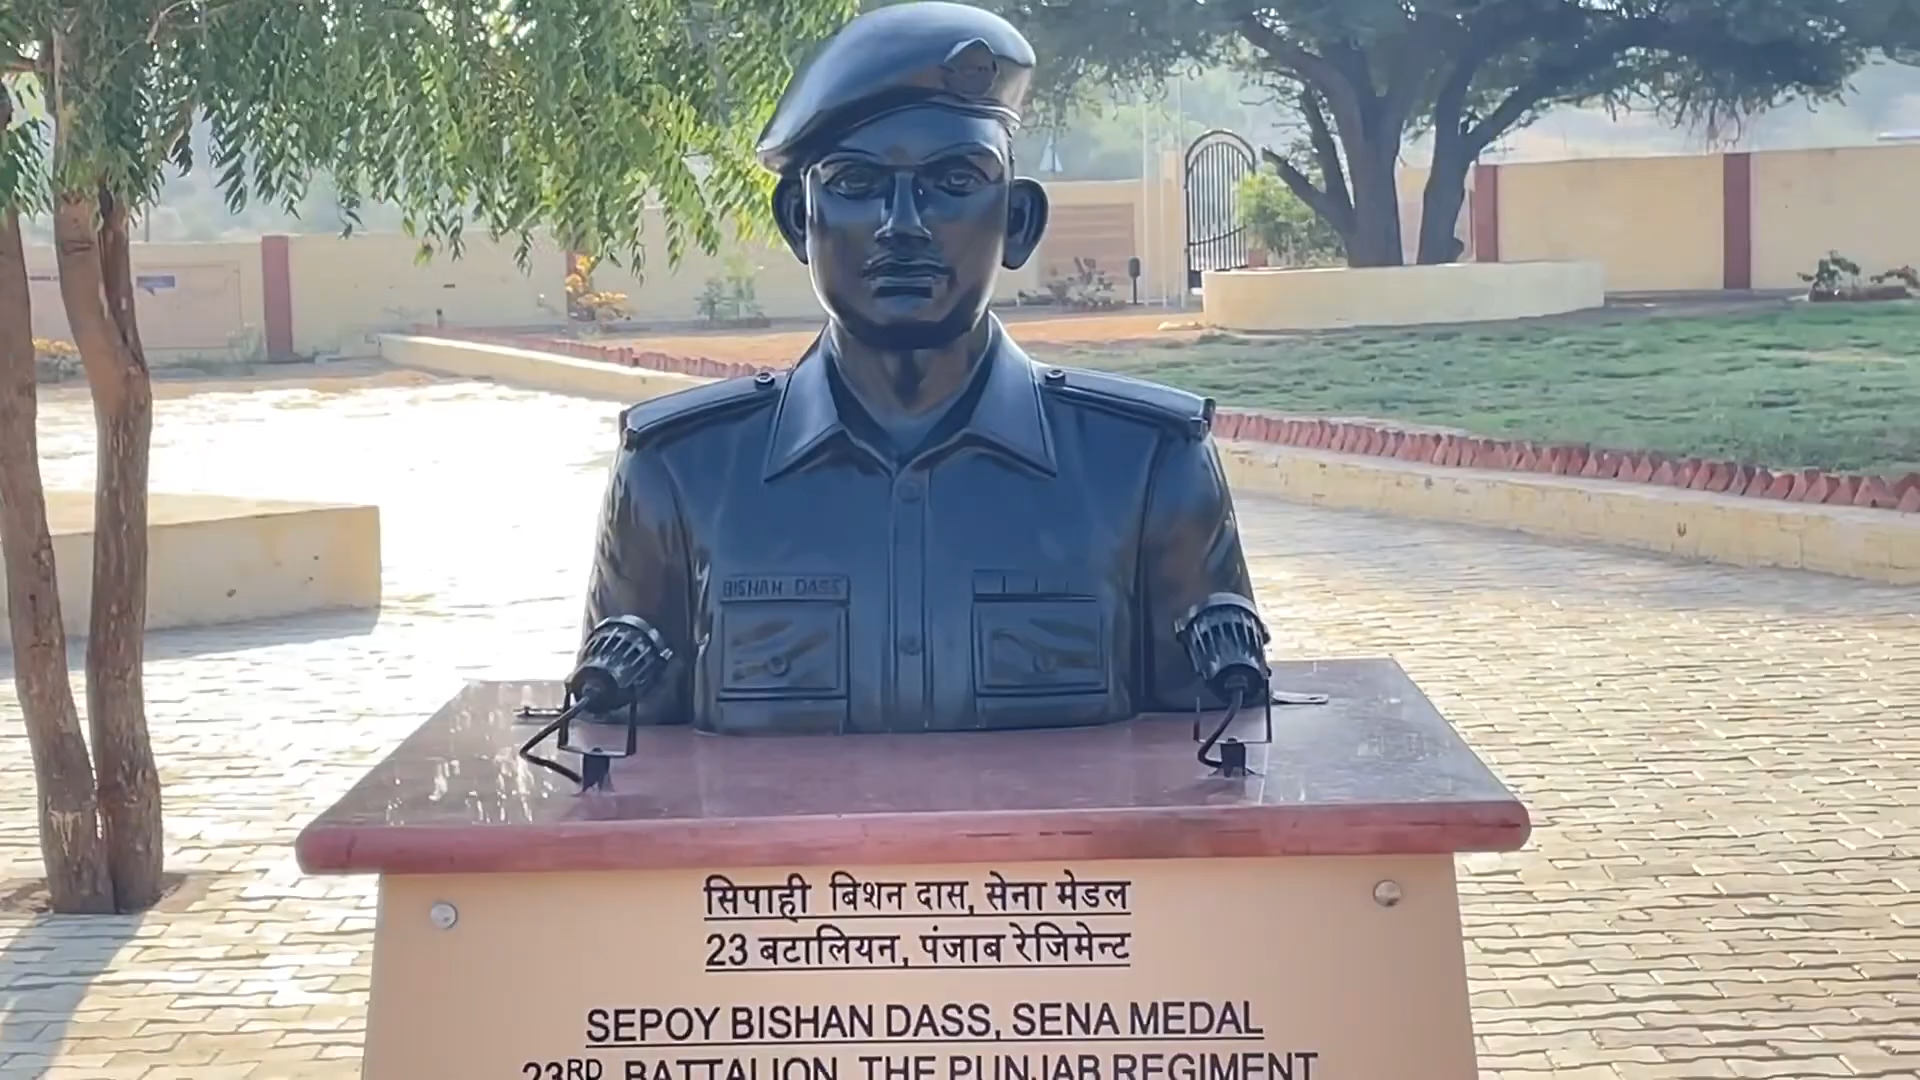 BISHAN DASS
सिपाही बिशन दास, सेना मेडल
23 बटालियन, पंजाब रेजिमेन्ट
SEPOY BISHAN DASS, SENA MEDAL
23RD BATTALION, THE PUNJAB REGIMENT